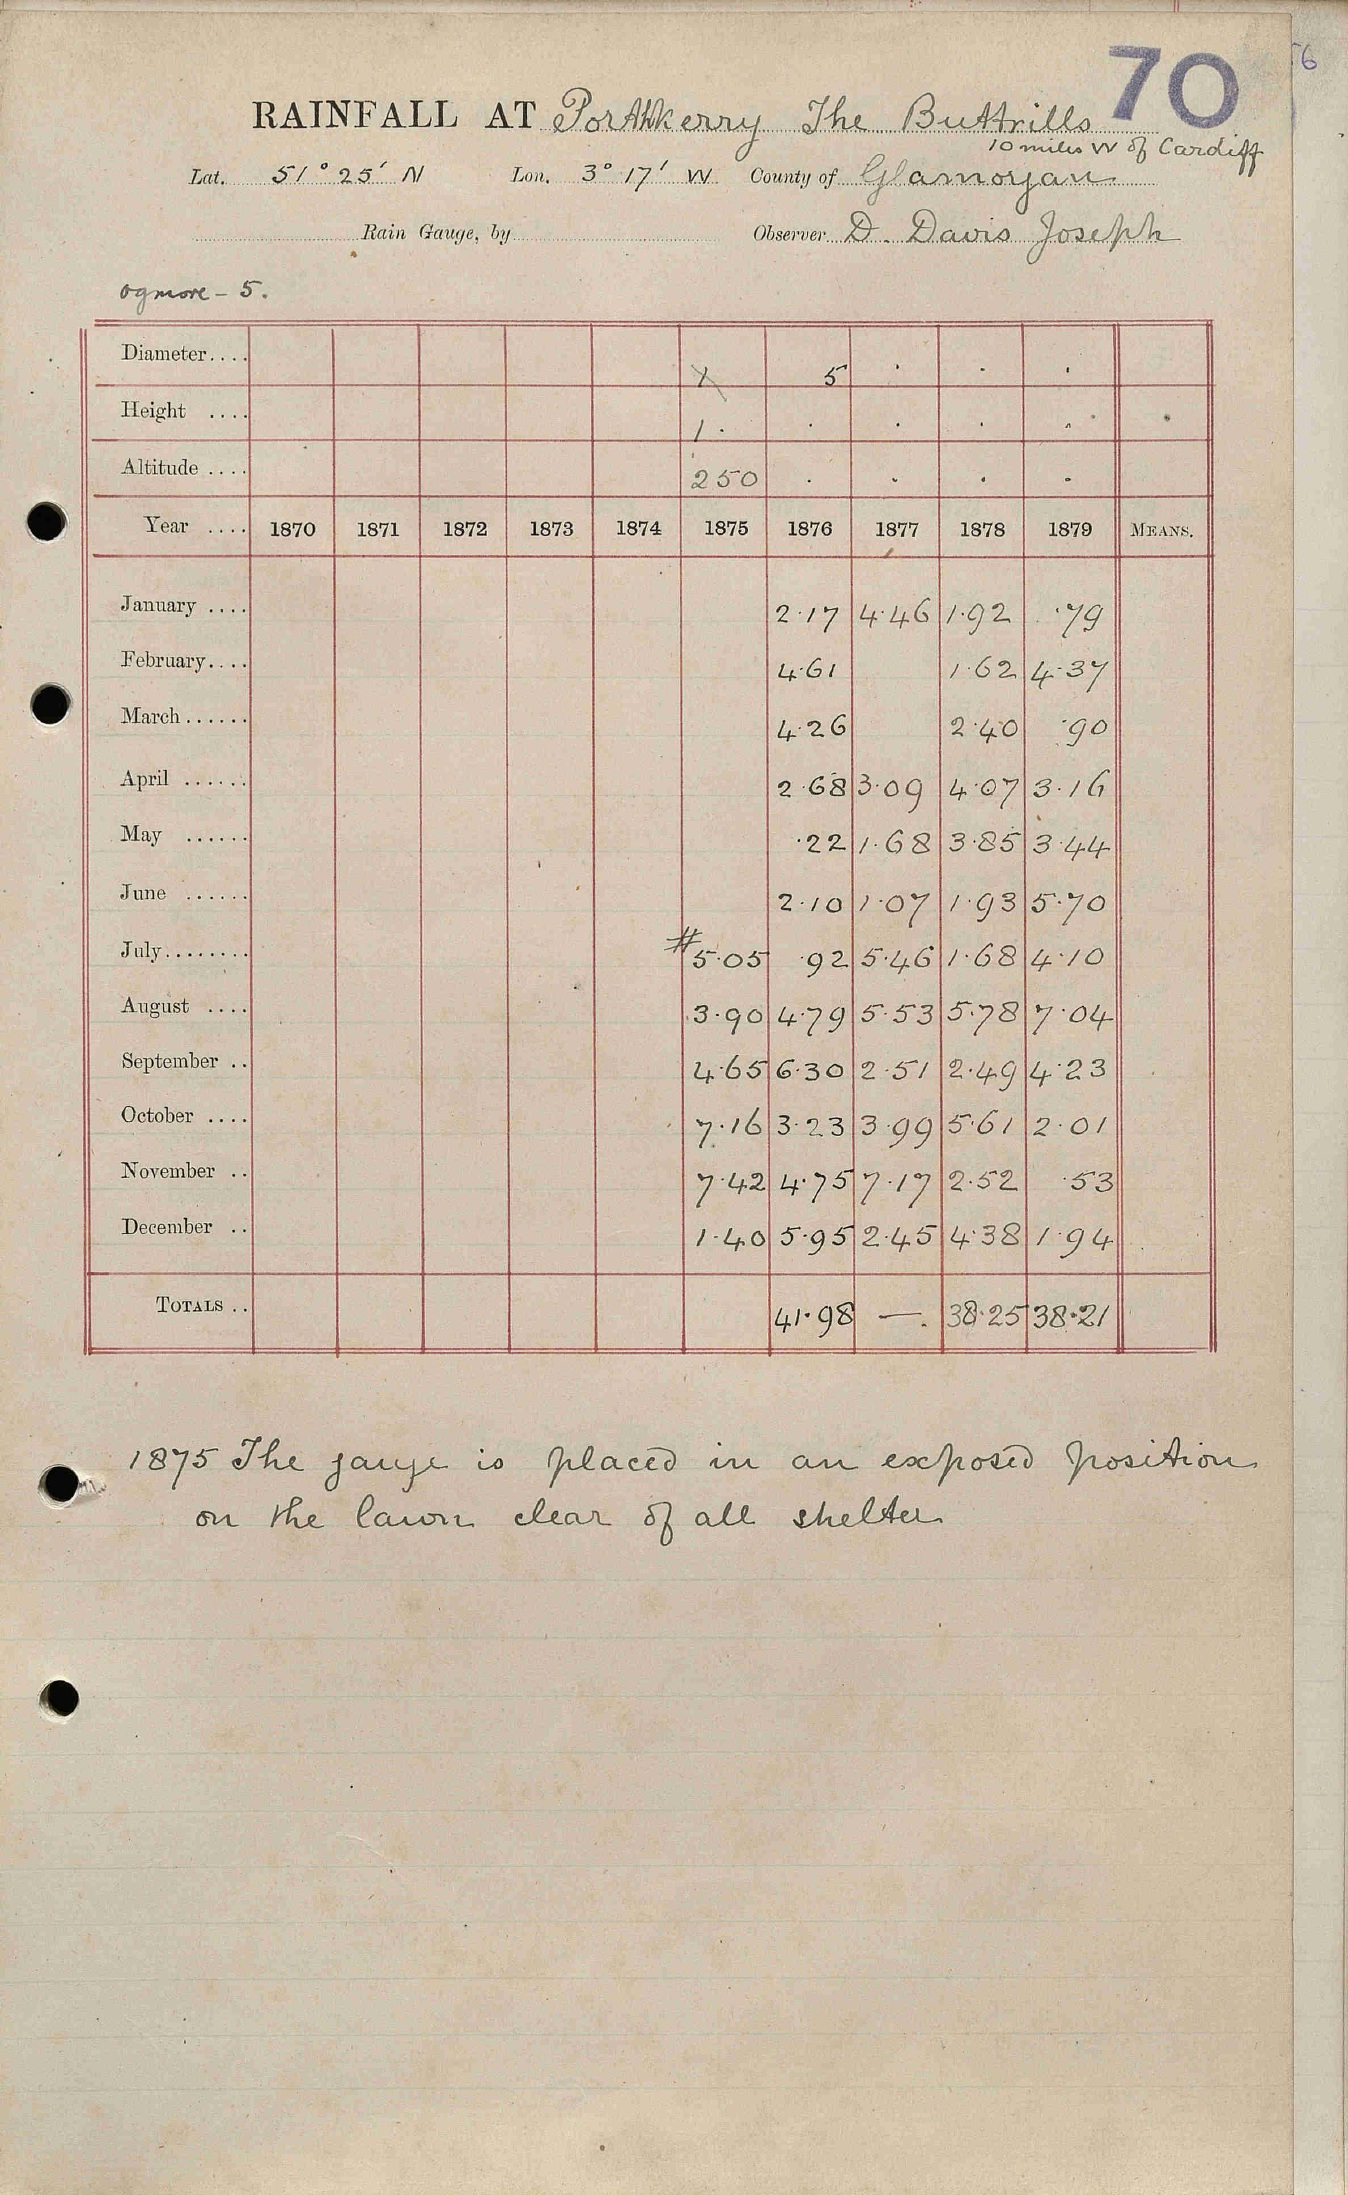 70
6
RAINFALL AT Porthkerry The Buttrills
10 miles W of Cardiff
Lat. 51° 25' N Lon. 3° 17' W County of Glamorgan
Rain Gauge, by Observer D. Davis Joseph
ogmore - 5.
Diameter.... 1 5 . . .
Height .... 1. . . . .
Altitude .... 250 . . . .
Year .... 1870 1871 1872 1873 1874 1875 1876 1877 1878 1879 MEANS.
January .... 2.17 4.46 1.92 .79
February.... 4.61 1.62 4.37
March...... 4.26 2.40 .90
April ...... 2.68 3.09 4.07 3.16
May ...... .22 1.68 3.85 3.44
June ...... 2.10 1.07 1.93 5.70
July........ # 5.05 .92 5.46 1.68 4.10
August .... 3.90 4.79 5.53 5.78 7.04
September .. 4.65 6.30 2.51 2.49 4.23
October .... 7.16 3.23 3.99 5.61 2.01
November .. 7.42 4.75 7.17 2.52 .53
December .. 1.40 5.95 2.45 4.38 1.94
TOTALS .. 41.98 —. 38.25 38.21
1875 The gauge is placed in an exposed position
on the lawn clear of all shelter